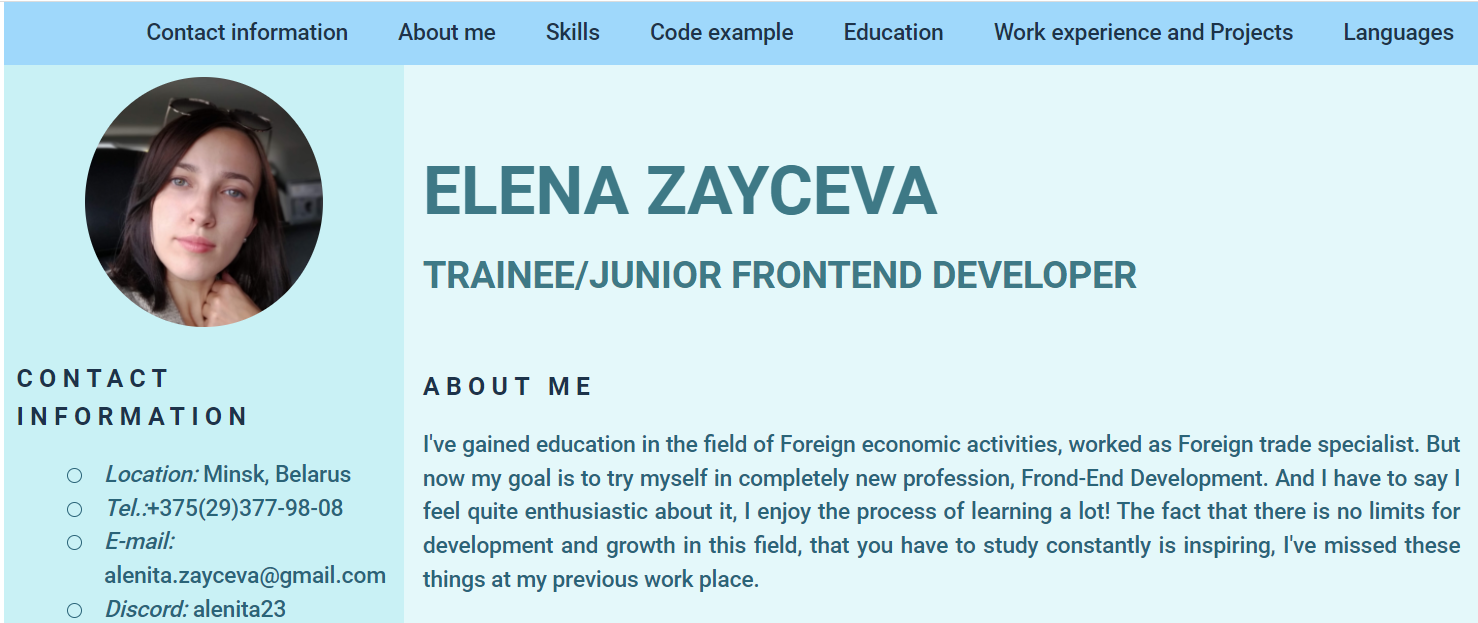 Contact information About me Skills Code example Education Work experience and Projects Languages
CONTACT
INFORMATION
Location: Minsk, Belarus
Tel.:+375(29)377-98-08
E-mail:
alenita.zayceva@gmail.com
Discord: alenita23
ELENA ZAYCEVA
TRAINEE/JUNIOR FRONTEND DEVELOPER
ABOUT ME
I've gained education in the field of Foreign economic activities, worked as Foreign trade specialist. But
now my goal is to try myself in completely new profession, Frond-End Development. And I have to say I
feel quite enthusiastic about it, I enjoy the process of learning a lot! The fact that there is no limits for
development and growth in this field, that you have to study constantly is inspiring, I've missed these
things at my previous work place.